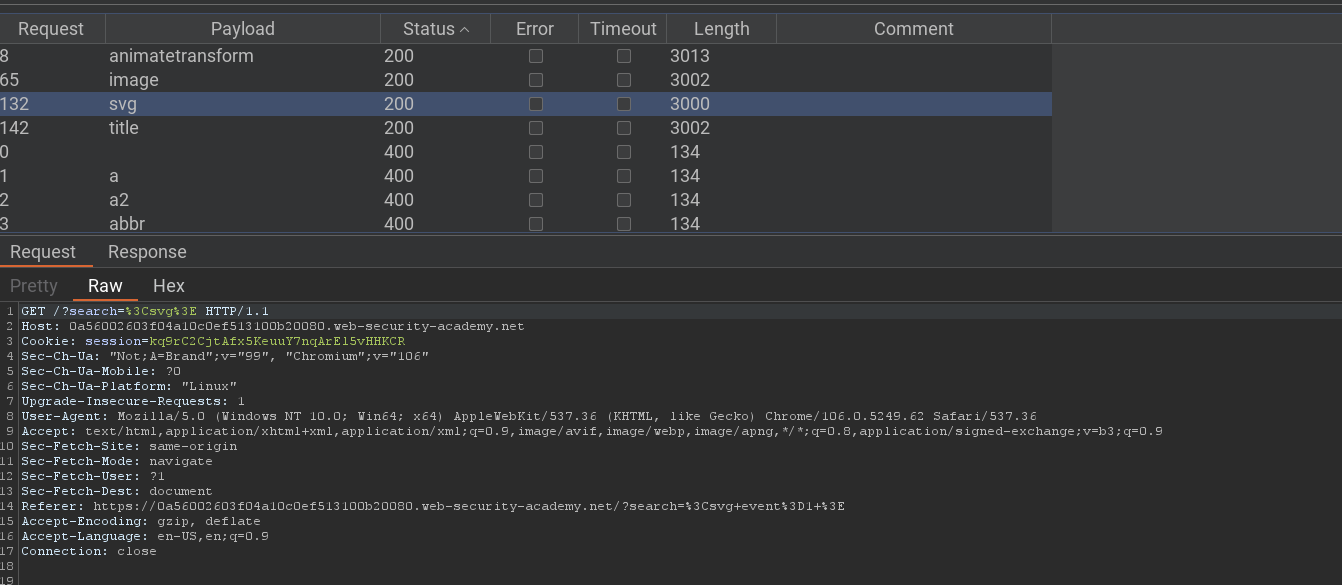 Request Payload Status Error Timeout Length Comment
8 animatetransform 200 3013
65 image 200 3002
132 svg 200 3000
142 title 200 3002
0 400 134
1 a 400 134
2 a2 400 134
3 abbr 400 134
Request Response
Pretty Raw Hex
1 GET /?search=%3Csvg%3E HTTP/1.1
2 Host: 0a56002603f04a10c0ef513100b20080.web-security-academy.net
3 Cookie: session=kq9rC2CjtAfx5KeuuY7nqArEl5vHHKCR
4 Sec-Ch-Ua: "Not;A=Brand";v="99", "Chromium";v="106"
5 Sec-Ch-Ua-Mobile: ?0
6 Sec-Ch-Ua-Platform: "Linux"
7 Upgrade-Insecure-Requests: 1
8 User-Agent: Mozilla/5.0 (Windows NT 10.0; Win64; x64) AppleWebKit/537.36 (KHTML, like Gecko) Chrome/106.0.5249.62 Safari/537.36
9 Accept: text/html,application/xhtml+xml,application/xml;q=0.9,image/avif,image/webp,image/apng,*/*;q=0.8,application/signed-exchange;v=b3;q=0.9
10 Sec-Fetch-Site: same-origin
11 Sec-Fetch-Mode: navigate
12 Sec-Fetch-User: ?1
13 Sec-Fetch-Dest: document
14 Referer: https://0a56002603f04a10c0ef513100b20080.web-security-academy.net/?search=%3Csvg+event%3D1+%3E
15 Accept-Encoding: gzip, deflate
16 Accept-Language: en-US,en;q=0.9
17 Connection: close
18
19